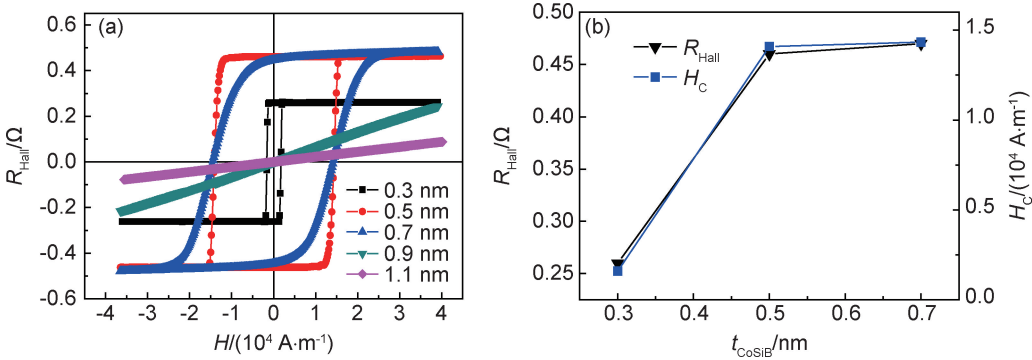 (a)
0.6
0.4
0.2
0.0
-0.2
-0.4
-0.6
R_Hall/Ω
0.3 nm
0.5 nm
0.7 nm
0.9 nm
1.1 nm
-4 -3 -2 -1 0 1 2 3 4
H/(10⁴ A·m⁻¹)
(b)
0.50
0.45
0.40
0.35
0.30
0.25
R_Hall/Ω
R_Hall
H_C
1.5
1.0
0.5
0.0
H_C/(10⁴ A·m⁻¹)
0.3 0.4 0.5 0.6 0.7
t_CoSiB/nm